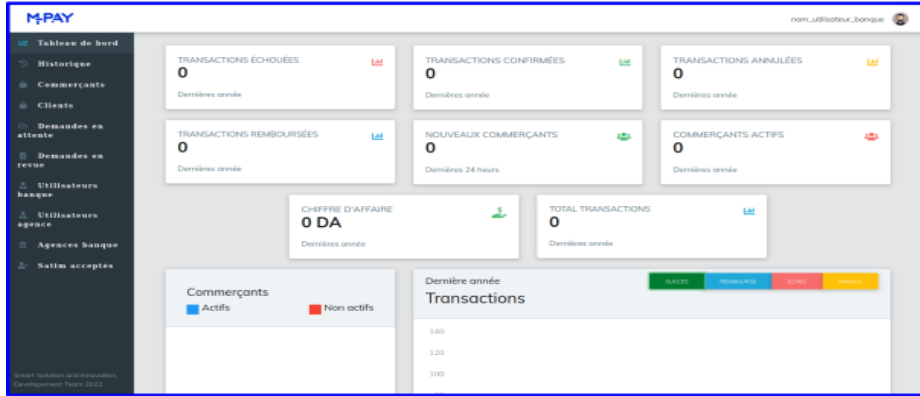 M-PAY
nom_utilisateur_banque
Tableau de bord
Historique
Commerçants
Clients
Demandes en
attente
Demandes en
revue
Utilisateurs
banque
Utilisateurs
agence
Agences banque
Satim acceptés
Smart Solution and Innovation
Developement Team 2022.
TRANSACTIONS ÉCHOUÉES
0
Dernières année
TRANSACTIONS CONFIRMÉES
0
Dernières année
TRANSACTIONS ANNULÉES
0
Dernières année
TRANSACTIONS REMBOURSÉES
0
Dernières année
NOUVEAUX COMMERÇANTS
0
Dernières 24 heurs
COMMERÇANTS ACTIFS
0
Dernières année
CHIFFRE D'AFFAIRE
0 DA
Dernières année
TOTAL TRANSACTIONS
0
Dernières année
Commerçants
Actifs
Non actifs
Dernière année
Transactions
SUCCÈS
REMBOURSÉ
140
120
100